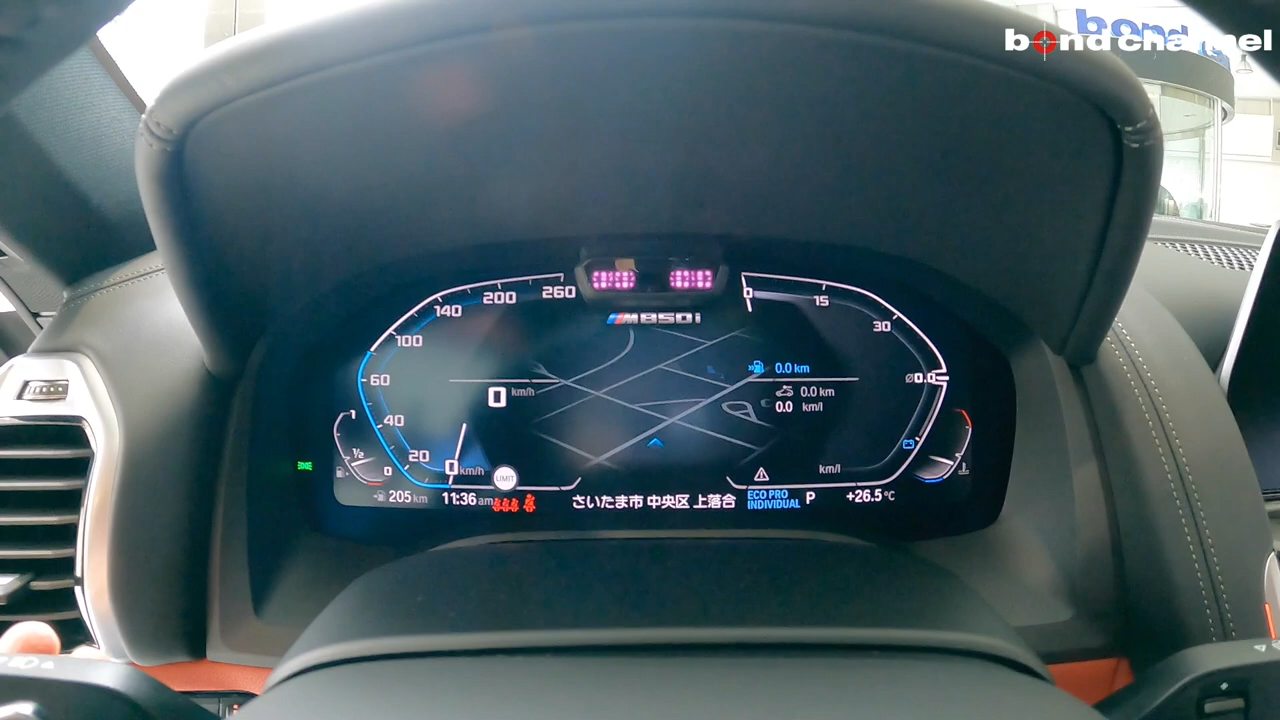 bond
bond channel
M850i
260
200
140
100
60
40
20
0
0 km/h
km/h
0
15
30
⌀0.0
0.0 km
0.0 km
0.0 km/l
km/l
1
1/2
0
LIMIT
205 km
11:36 am
さいたま市 中央区 上落合
ECO PRO
INDIVIDUAL
P
+26.5°C